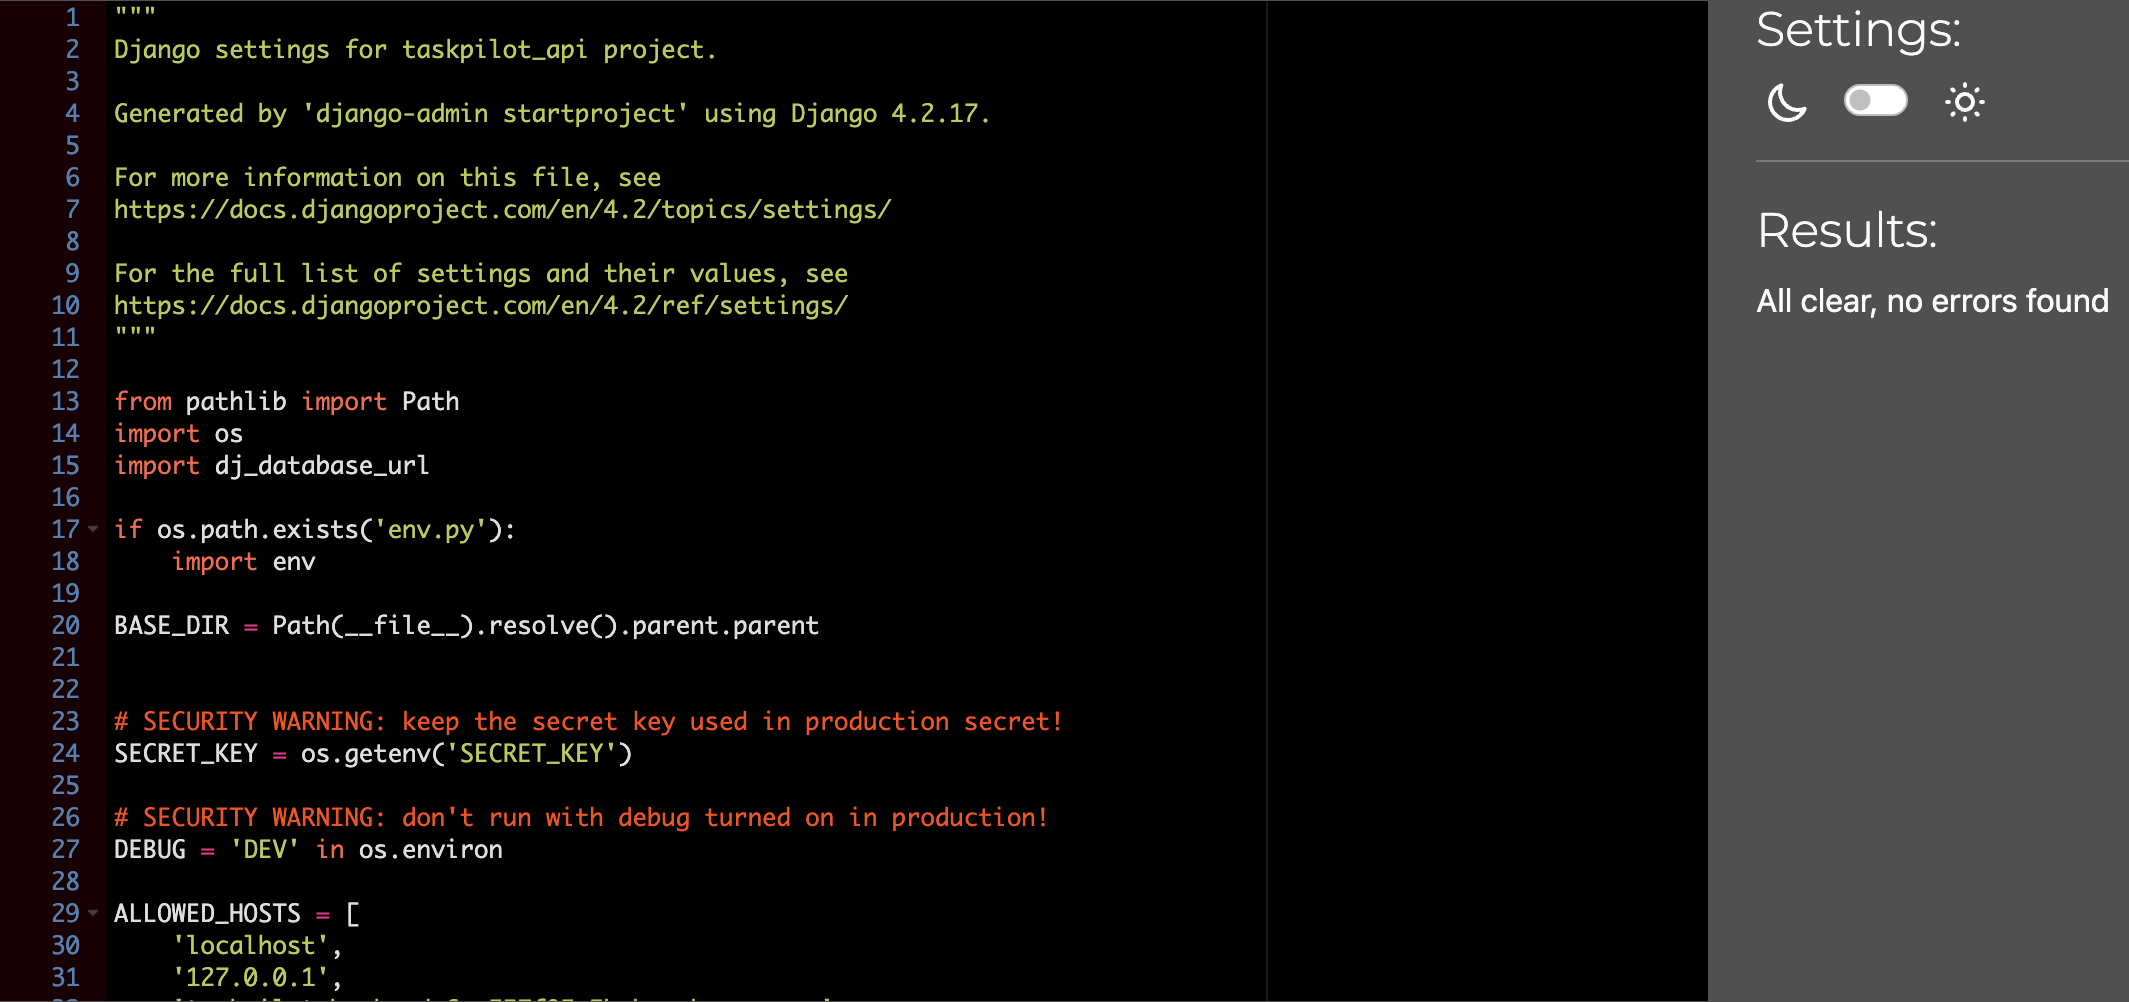 1 """
2 Django settings for taskpilot_api project.
3
4 Generated by 'django-admin startproject' using Django 4.2.17.
5
6 For more information on this file, see
7 https://docs.djangoproject.com/en/4.2/topics/settings/
8
9 For the full list of settings and their values, see
10 https://docs.djangoproject.com/en/4.2/ref/settings/
11 """
12
13 from pathlib import Path
14 import os
15 import dj_database_url
16
17 if os.path.exists('env.py'):
18     import env
19
20 BASE_DIR = Path(__file__).resolve().parent.parent
21
22
23 # SECURITY WARNING: keep the secret key used in production secret!
24 SECRET_KEY = os.getenv('SECRET_KEY')
25
26 # SECURITY WARNING: don't run with debug turned on in production!
27 DEBUG = 'DEV' in os.environ
28
29 ALLOWED_HOSTS = [
30     'localhost',
31     '127.0.0.1',
Settings:
Results:
All clear, no errors found